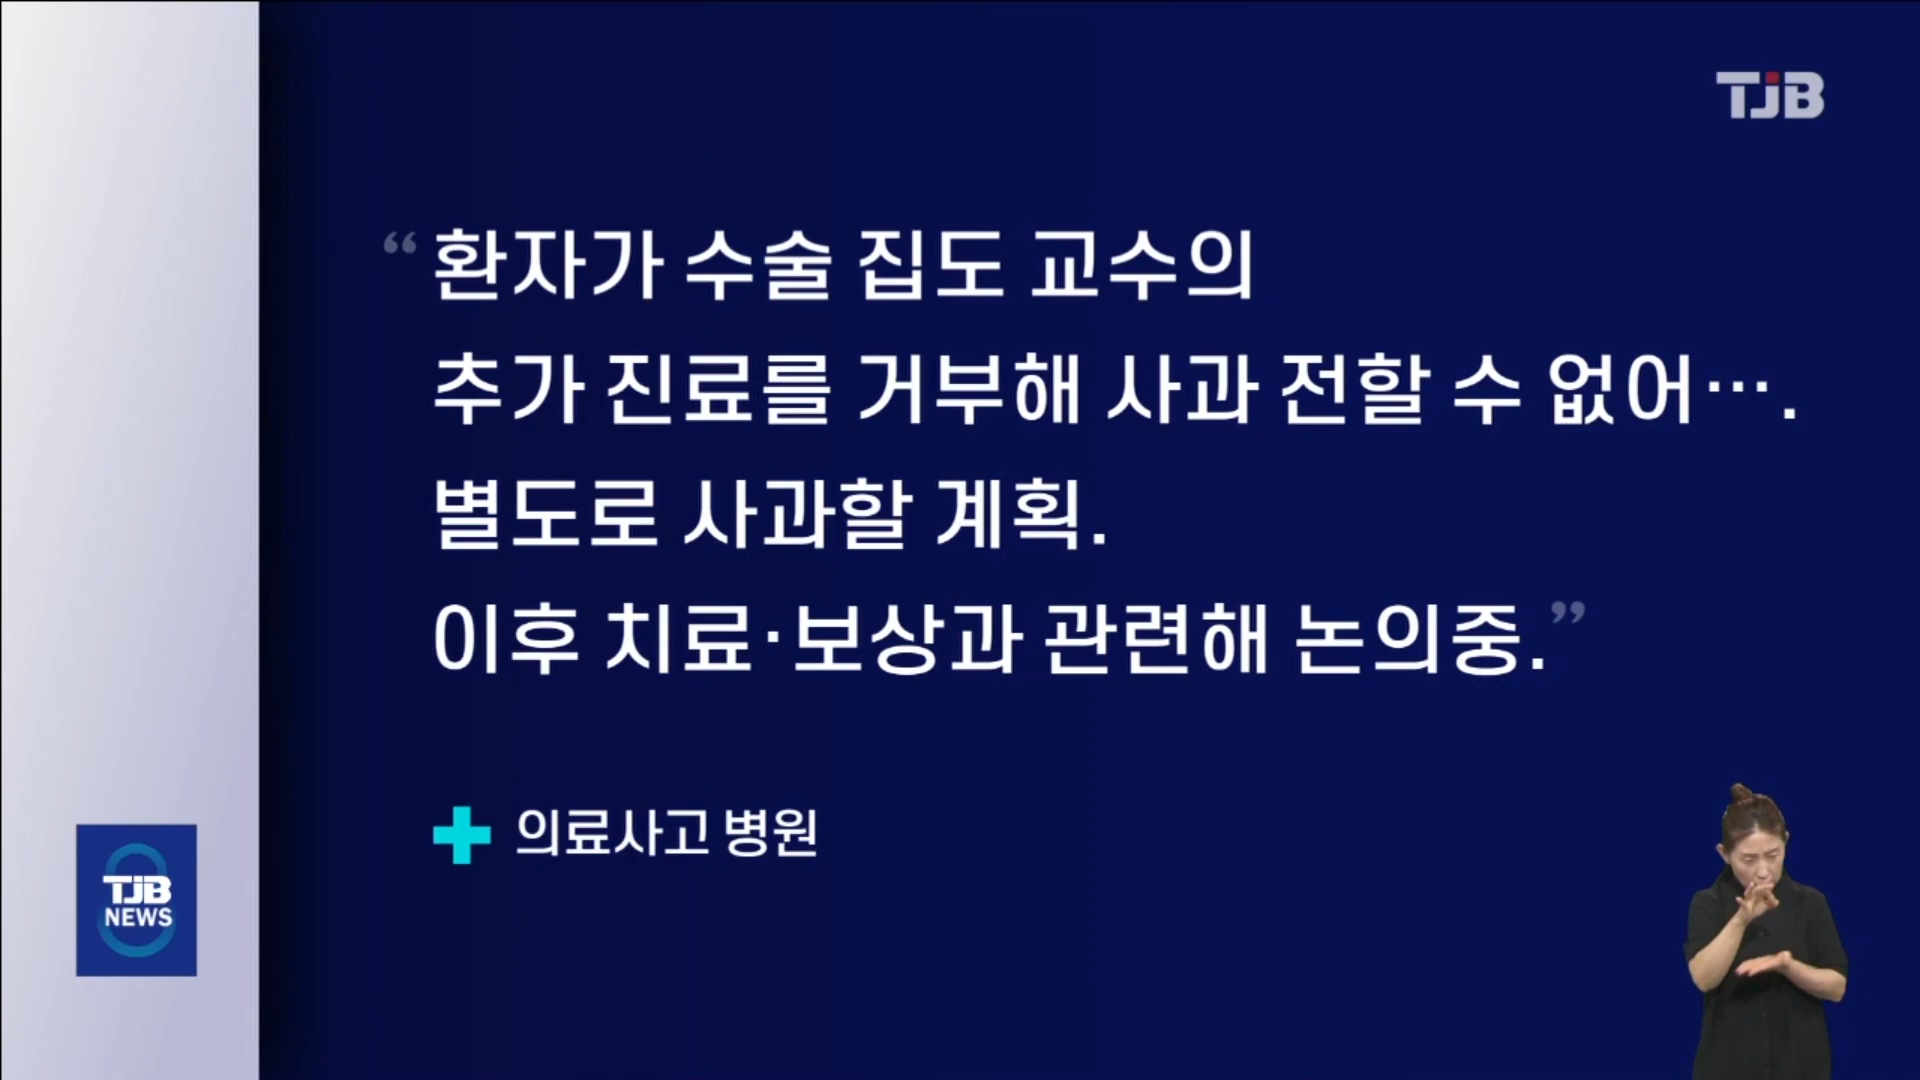 TJB
“환자가 수술 집도 교수의
추가 진료를 거부해 사과 전할 수 없어….
별도로 사과할 계획.
이후 치료·보상과 관련해 논의중.”
의료사고 병원
TJB
NEWS